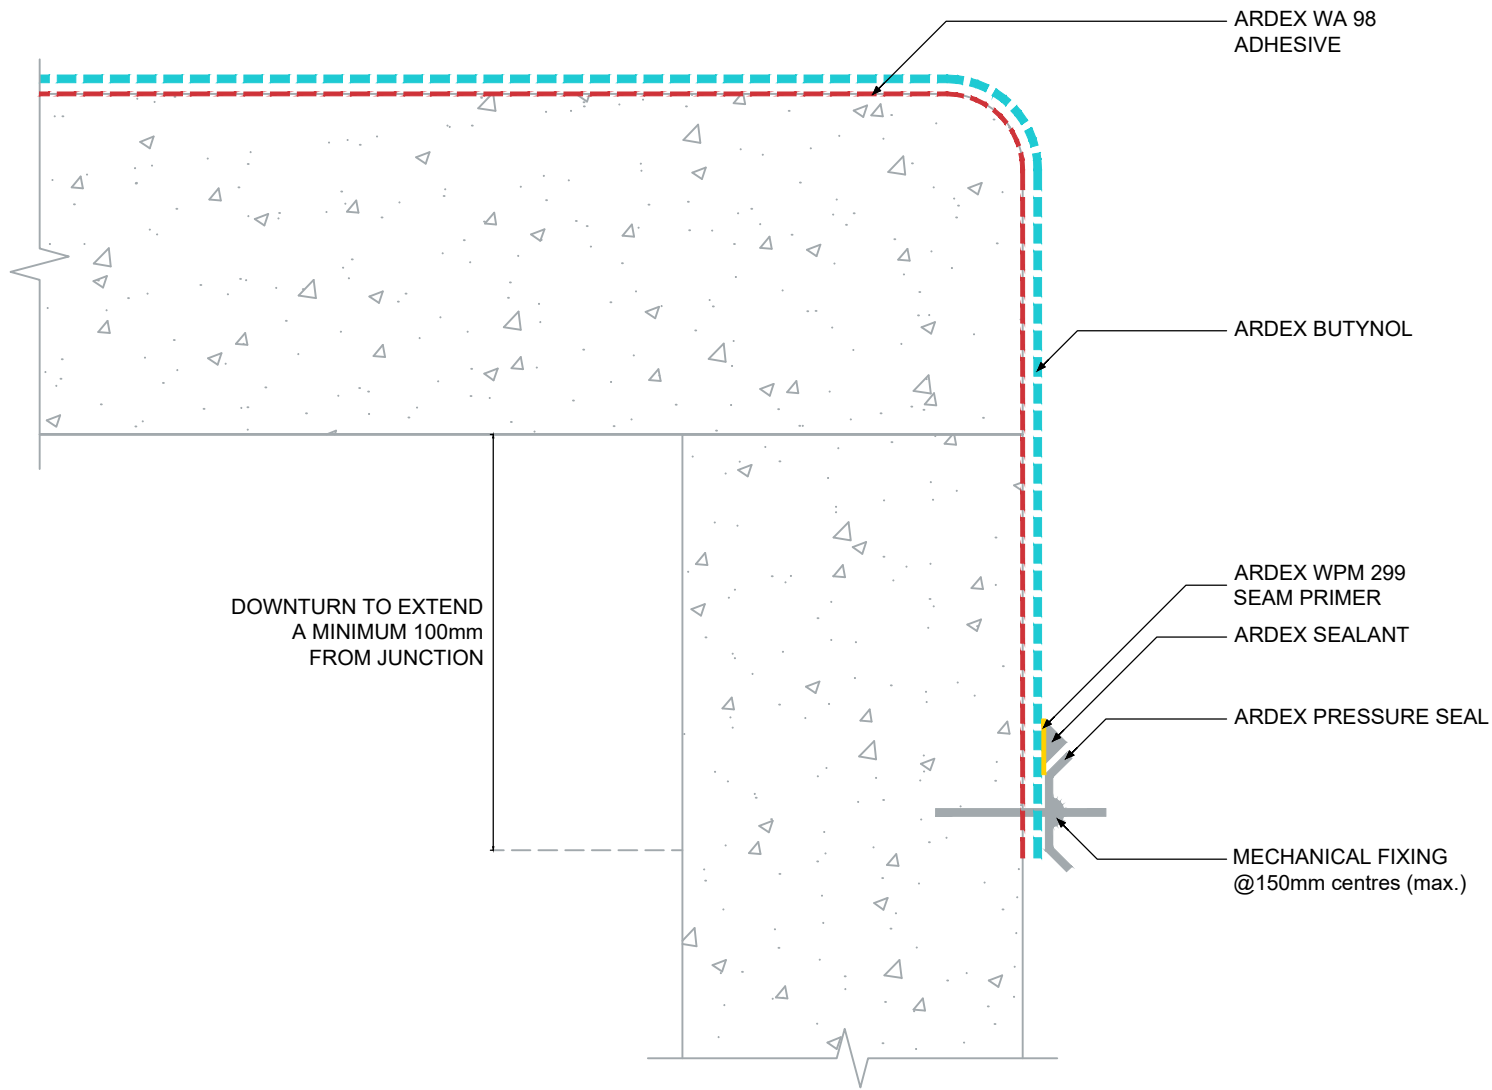 ARDEX WA 98
ADHESIVE
ARDEX BUTYNOL
ARDEX WPM 299
SEAM PRIMER
DOWNTURN TO EXTEND
A MINIMUM 100mm
FROM JUNCTION
ARDEX SEALANT
ARDEX PRESSURE SEAL
MECHANICAL FIXING
@150mm centres (max.)